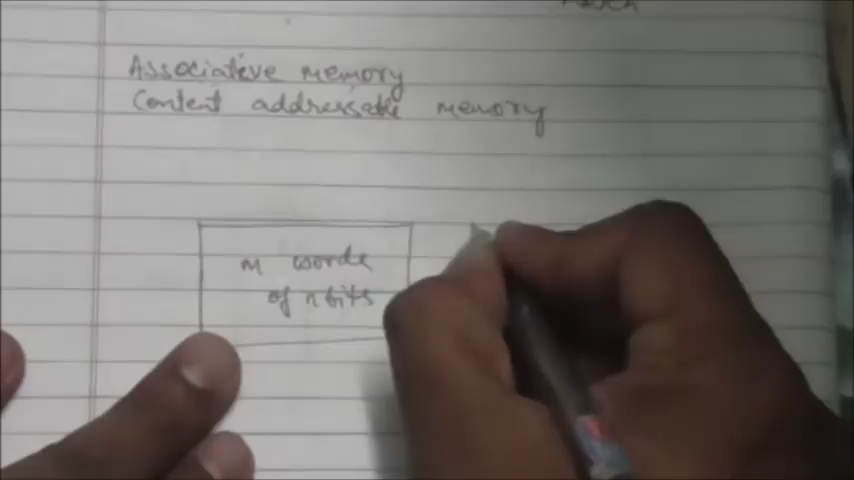 Associative memory
Content addressable memory
m words
of n bits